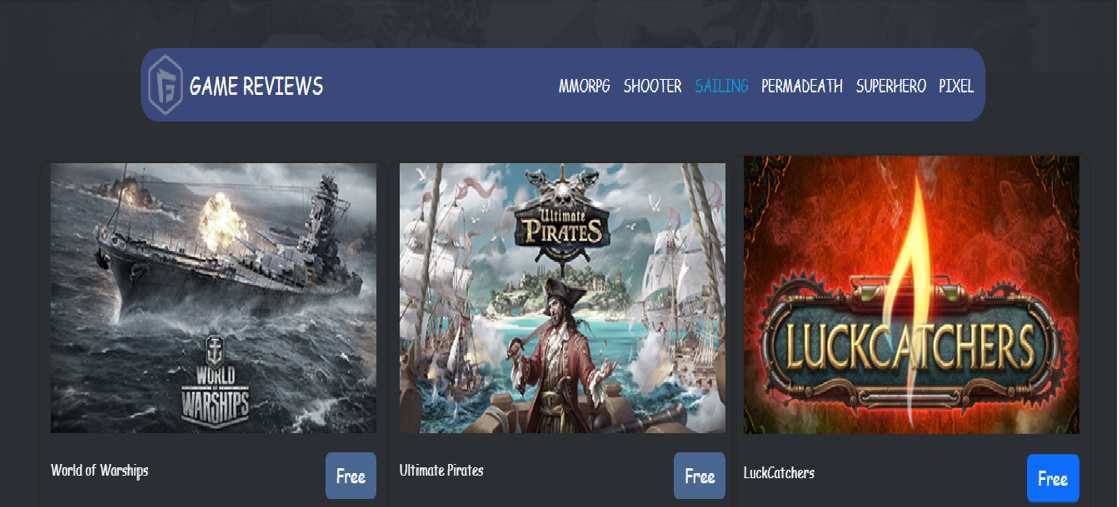 GAME REVIEWS
MMORPG SHOOTER SAILING PERMADEATH SUPERHERO PIXEL
WORLD
OF
WARSHIPS
Ultimate
PIRATES
LUCKCATCHERS
World of Warships
Free
Ultimate Pirates
Free
LuckCatchers
Free